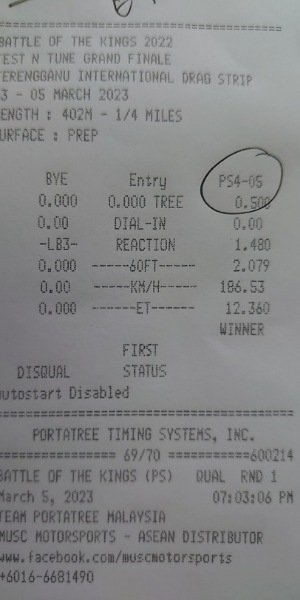 BATTLE OF THE KINGS 2022
TEST N TUNE GRAND FINALE
TERENGGANU INTERNATIONAL DRAG STRIP
3 - 05 MARCH 2023
LENGTH : 402M - 1/4 MILES
SURFACE : PREP
BYE Entry PS4-05
0.000 0.000 TREE 0.500
0.00 DIAL-IN 0.00
-LB3- REACTION 1.480
0.000 -----60FT----- 2.079
0.00 -----KM/H----- 186.53
0.000 ------ET------ 12.360
WINNER
FIRST
DISQUAL STATUS
Autostart Disabled
PORTATREE TIMING SYSTEMS, INC.
================ 69/70 ===========600214
BATTLE OF THE KINGS (PS) QUAL RND 1
March 5, 2023 07:03:06 PM
TEAM PORTATREE MALAYSIA
MUSC MOTORSPORTS - ASEAN DISTRIBUTOR
www.facebook.com/muscmotorsports
+6016-6681490